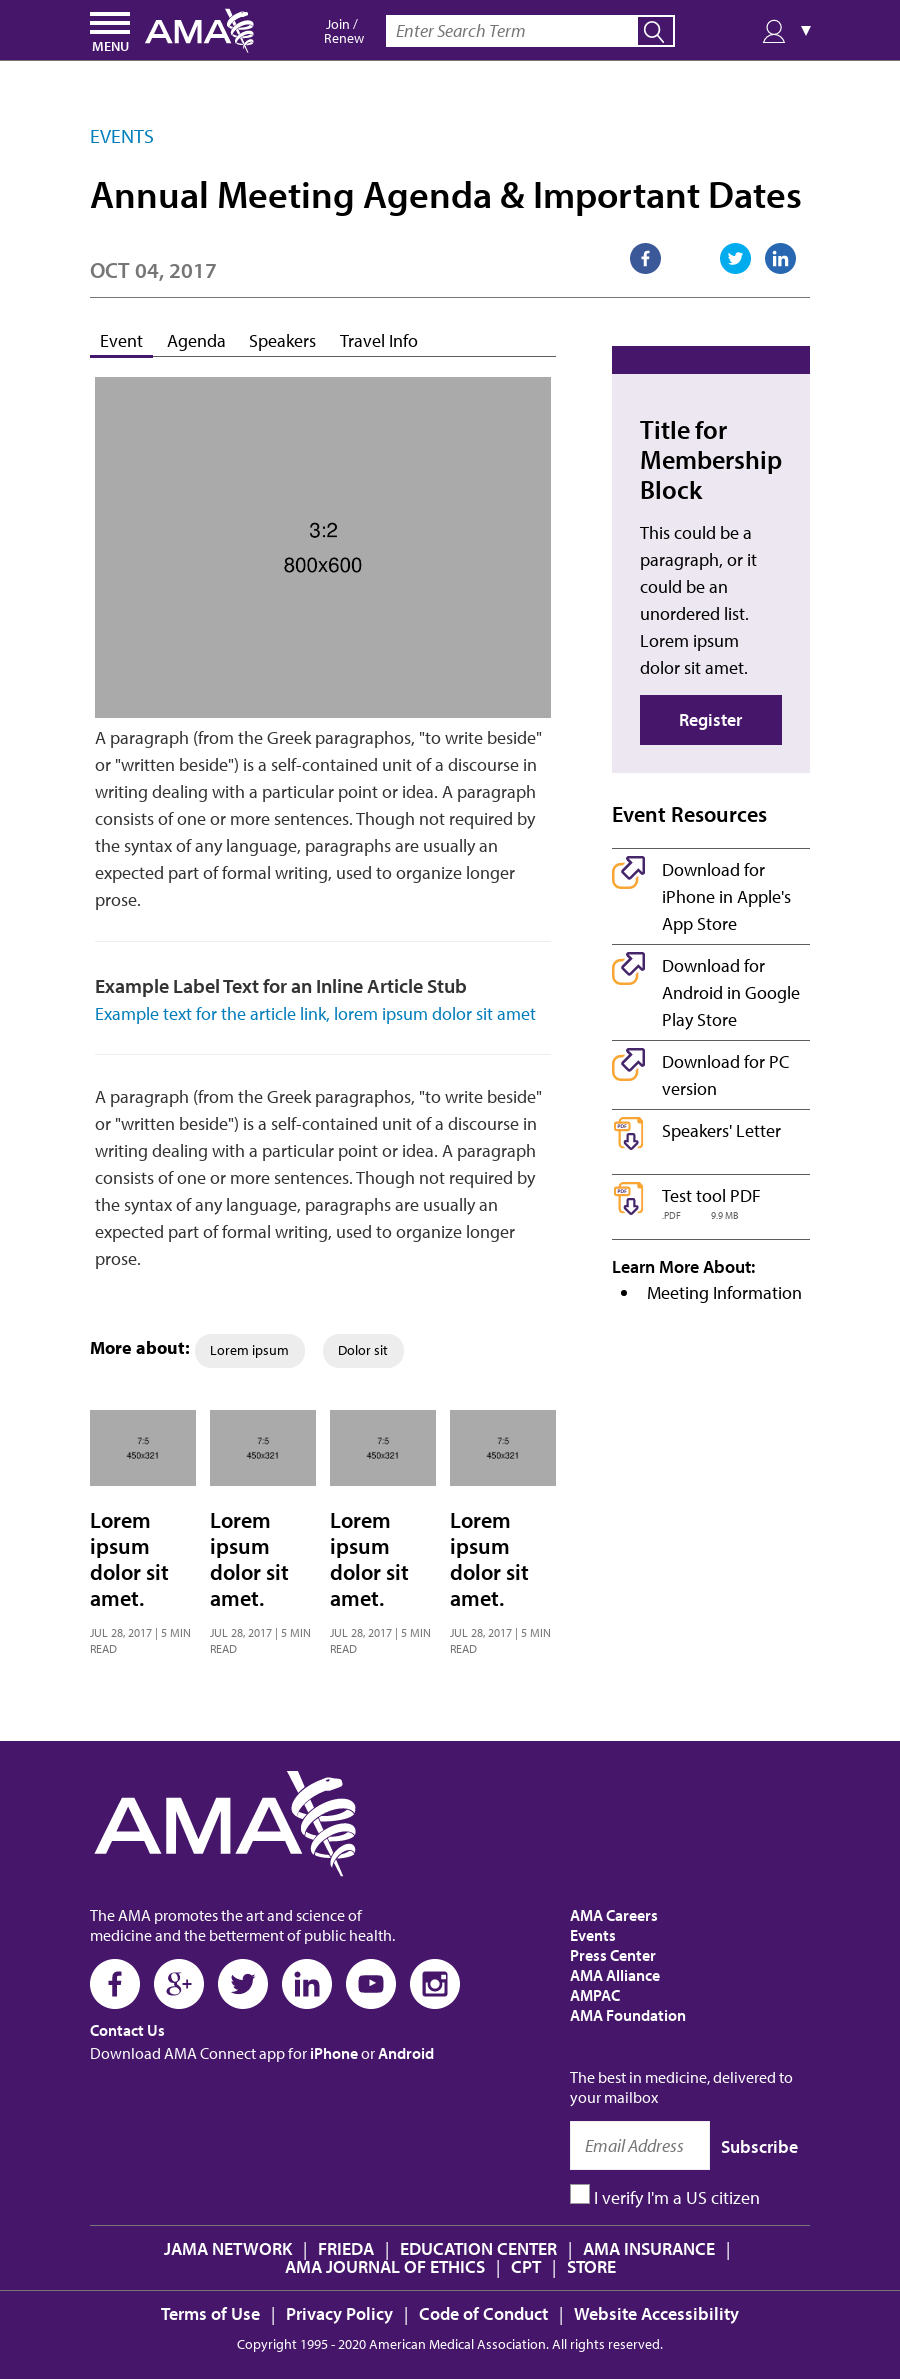 MENU
AMA
Join /
Renew
Enter Search Term
EVENTS
Annual Meeting Agenda & Important Dates
OCT 04, 2017
Event Agenda Speakers Travel Info
3:2
800x600
A paragraph (from the Greek paragraphos, "to write beside"
or "written beside") is a self-contained unit of a discourse in
writing dealing with a particular point or idea. A paragraph
consists of one or more sentences. Though not required by
the syntax of any language, paragraphs are usually an
expected part of formal writing, used to organize longer
prose.
Example Label Text for an Inline Article Stub
Example text for the article link, lorem ipsum dolor sit amet
A paragraph (from the Greek paragraphos, "to write beside"
or "written beside") is a self-contained unit of a discourse in
writing dealing with a particular point or idea. A paragraph
consists of one or more sentences. Though not required by
the syntax of any language, paragraphs are usually an
expected part of formal writing, used to organize longer
prose.
More about: Lorem ipsum Dolor sit
7:5
450x321
Lorem
ipsum
dolor sit
amet.
JUL 28, 2017 | 5 MIN
READ
7:5
450x321
Lorem
ipsum
dolor sit
amet.
JUL 28, 2017 | 5 MIN
READ
7:5
450x321
Lorem
ipsum
dolor sit
amet.
JUL 28, 2017 | 5 MIN
READ
7:5
450x321
Lorem
ipsum
dolor sit
amet.
JUL 28, 2017 | 5 MIN
READ
Title for
Membership
Block
This could be a
paragraph, or it
could be an
unordered list.
Lorem ipsum
dolor sit amet.
Register
Event Resources
Download for
iPhone in Apple's
App Store
Download for
Android in Google
Play Store
Download for PC
version
PDF
Speakers' Letter
PDF
Test tool PDF
.PDF 9.9 MB
Learn More About:
• Meeting Information
AMA
The AMA promotes the art and science of
medicine and the betterment of public health.
Contact Us
Download AMA Connect app for iPhone or Android
AMA Careers
Events
Press Center
AMA Alliance
AMPAC
AMA Foundation
The best in medicine, delivered to
your mailbox
Email Address Subscribe
I verify I'm a US citizen
JAMA NETWORK | FRIEDA | EDUCATION CENTER | AMA INSURANCE |
AMA JOURNAL OF ETHICS | CPT | STORE
Terms of Use | Privacy Policy | Code of Conduct | Website Accessibility
Copyright 1995 - 2020 American Medical Association. All rights reserved.